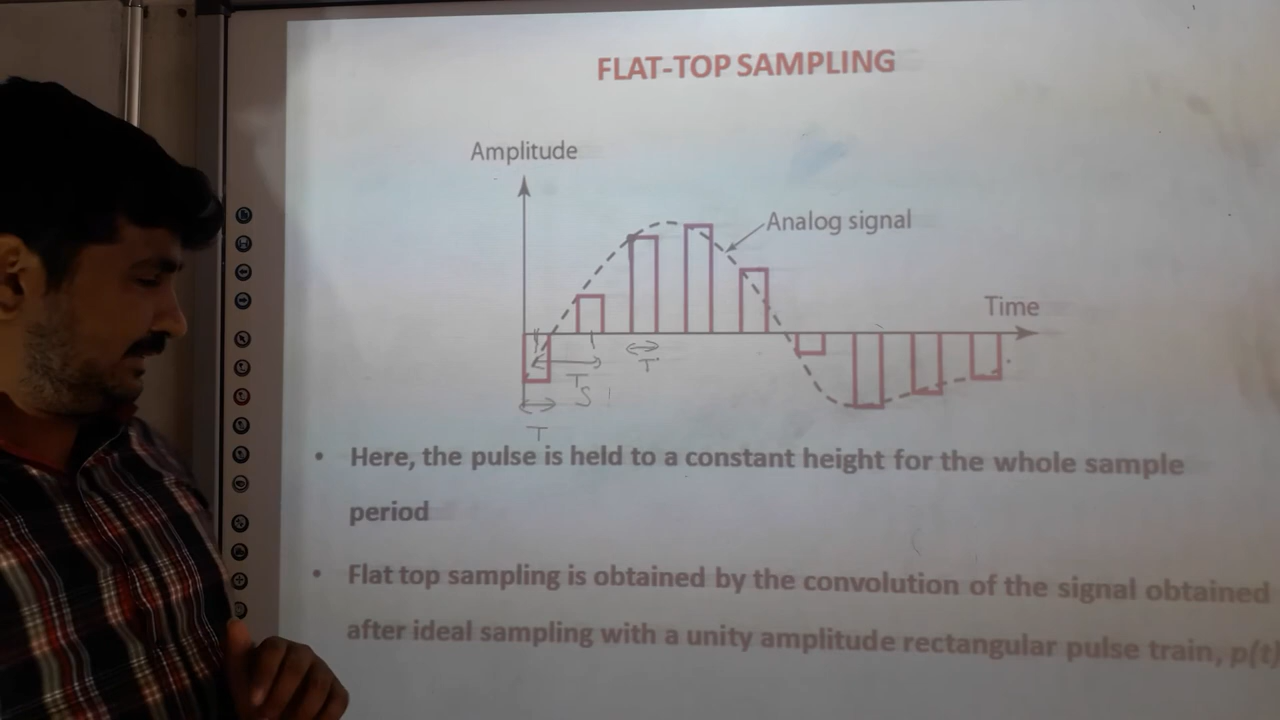 FLAT-TOP SAMPLING
Amplitude
Analog signal
Time
T
T
S
T
• Here, the pulse is held to a constant height for the whole sample
period
• Flat top sampling is obtained by the convolution of the signal obtained
after ideal sampling with a unity amplitude rectangular pulse train, p(t)